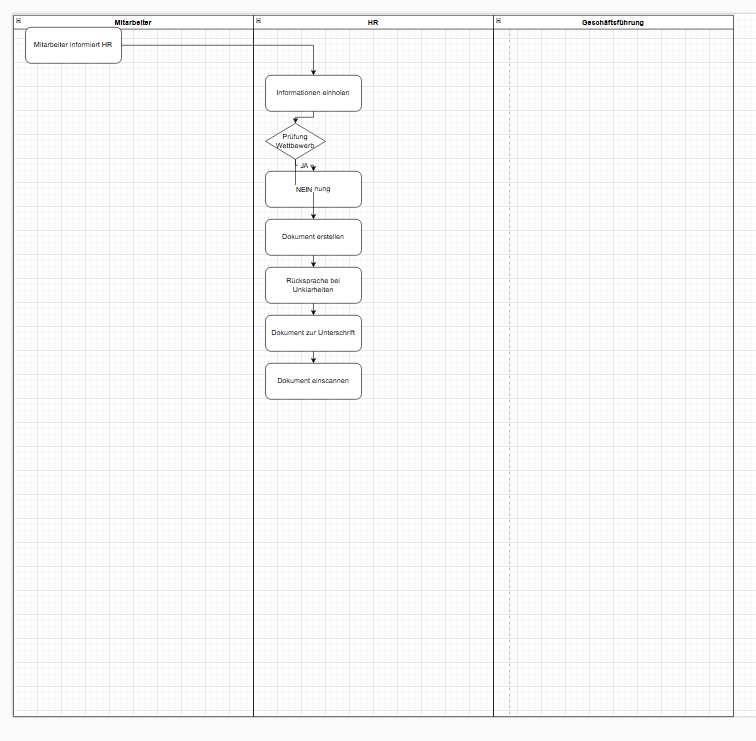 Mitarbeiter
HR
Geschäftsführung
Mitarbeiter informiert HR
Informationen einholen
Prüfung
Wettbewerb
JA
NEIN
nung
Dokument erstellen
Rücksprache bei
Unklarheiten
Dokument zur Unterschrift
Dokument einscannen